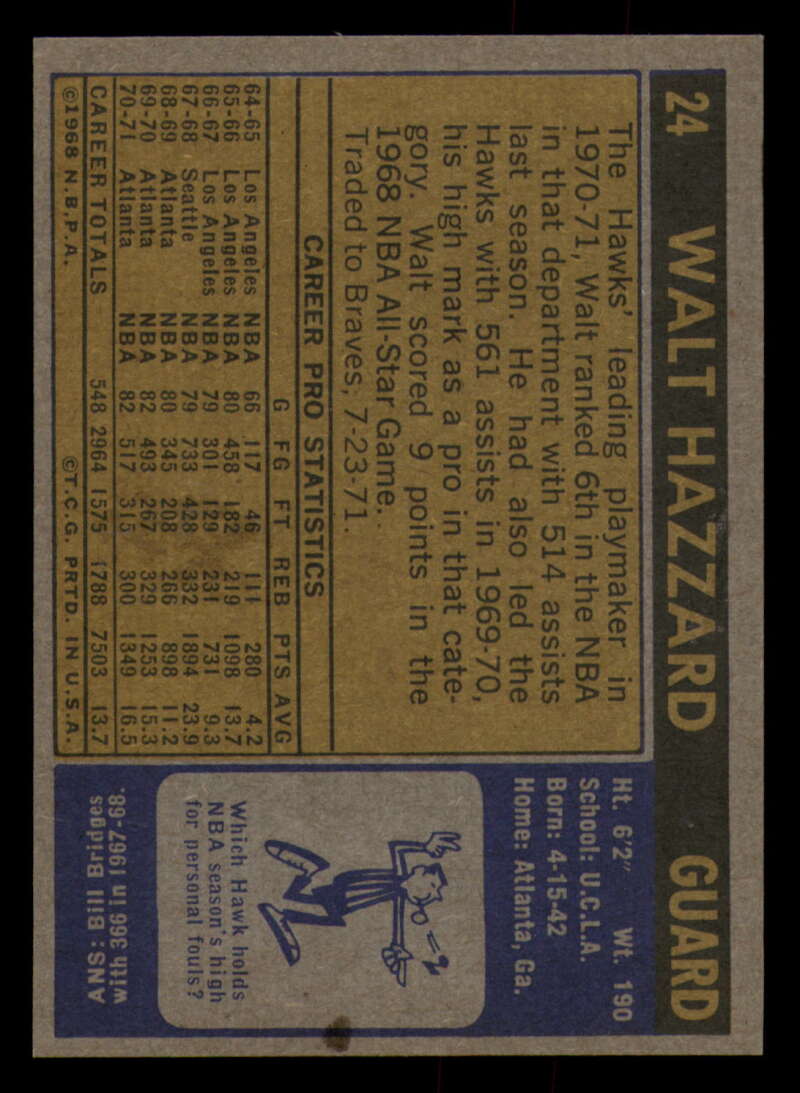 24 WALT HAZZARD GUARD
The Hawks' leading playmaker in
1970-71, Walt ranked 6th in the NBA
in that department with 514 assists
last season. He had also led the
Hawks with 561 assists in 1969-70,
his high mark as a pro in that cate-
gory. Walt scored 9 points in the
1968 NBA All-Star Game.
Traded to Braves, 7-23-71.
CAREER PRO STATISTICS
G FG FT REB PTS AVG
64-65 Los Angeles NBA 66 117 46 111 280 4.2
65-66 Los Angeles NBA 80 458 182 219 1098 13.7
66-67 Los Angeles NBA 79 301 129 231 731 9.3
67-68 Seattle NBA 79 733 428 332 1894 23.9
68-69 Atlanta NBA 80 345 208 266 898 11.2
69-70 Atlanta NBA 82 493 267 329 1253 15.3
70-71 Atlanta NBA 82 517 315 300 1349 16.5
CAREER TOTALS 548 2964 1575 1788 7503 13.7
©1968 N.B.P.A. ©T.C.G. PRTD. IN U.S.A.
Ht. 6'2" Wt. 190
School: U.C.L.A.
Born: 4-15-42
Home: Atlanta, Ga.
Which Hawk holds
NBA season's high
for personal fouls?
ANS: Bill Bridges
with 366 in 1967-68.